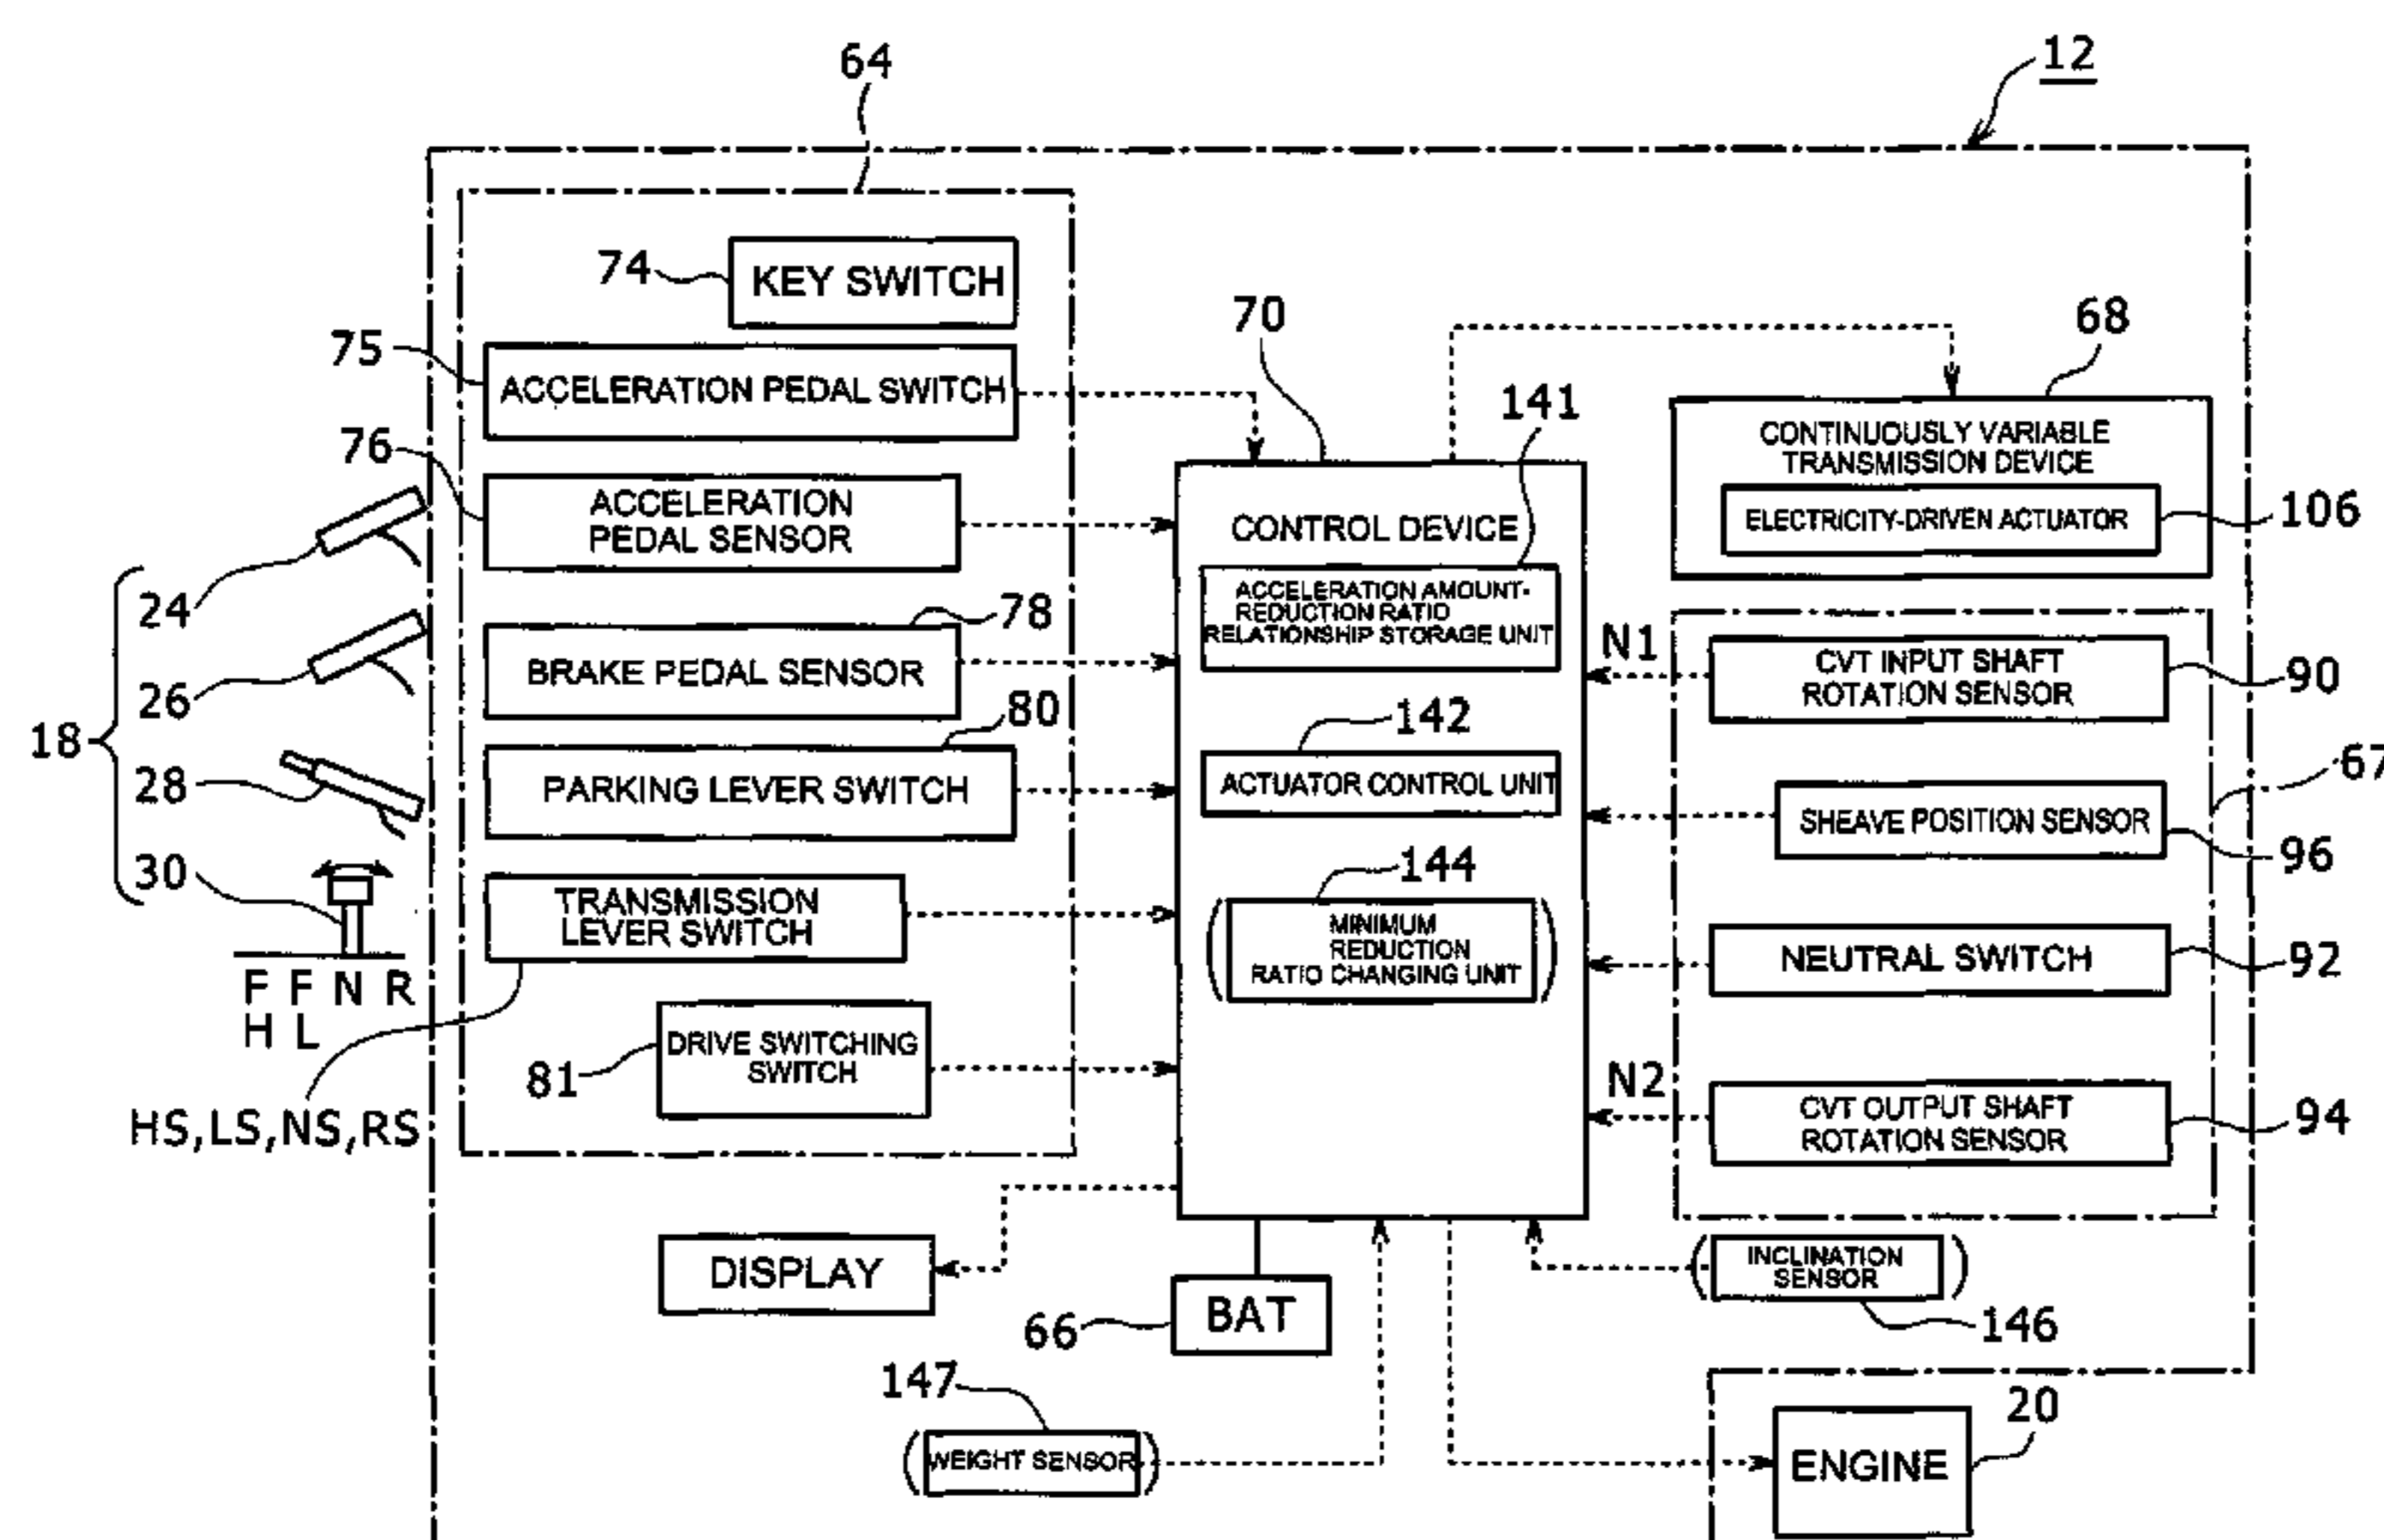 64
12
74
KEY SWITCH
75
ACCELERATION PEDAL SWITCH
76
ACCELERATION
PEDAL SENSOR
78
BRAKE PEDAL SENSOR
80
PARKING LEVER SWITCH
TRANSMISSION
LEVER SWITCH
81
DRIVE SWITCHING
SWITCH
18
24
26
28
30
F F N R
H L
HS,LS,NS,RS
70
CONTROL DEVICE
141
ACCELERATION AMOUNT-
REDUCTION RATIO
RELATIONSHIP STORAGE UNIT
142
ACTUATOR CONTROL UNIT
144
(MINIMUM
REDUCTION
RATIO CHANGING UNIT)
68
CONTINUOUSLY VARIABLE
TRANSMISSION DEVICE
ELECTRICITY-DRIVEN ACTUATOR
106
N1
CVT INPUT SHAFT
ROTATION SENSOR
90
67
SHEAVE POSITION SENSOR
96
NEUTRAL SWITCH
92
N2
CVT OUTPUT SHAFT
ROTATION SENSOR
94
DISPLAY
66
BAT
(INCLINATION
SENSOR)
146
147
(WEIGHT SENSOR)
20
ENGINE